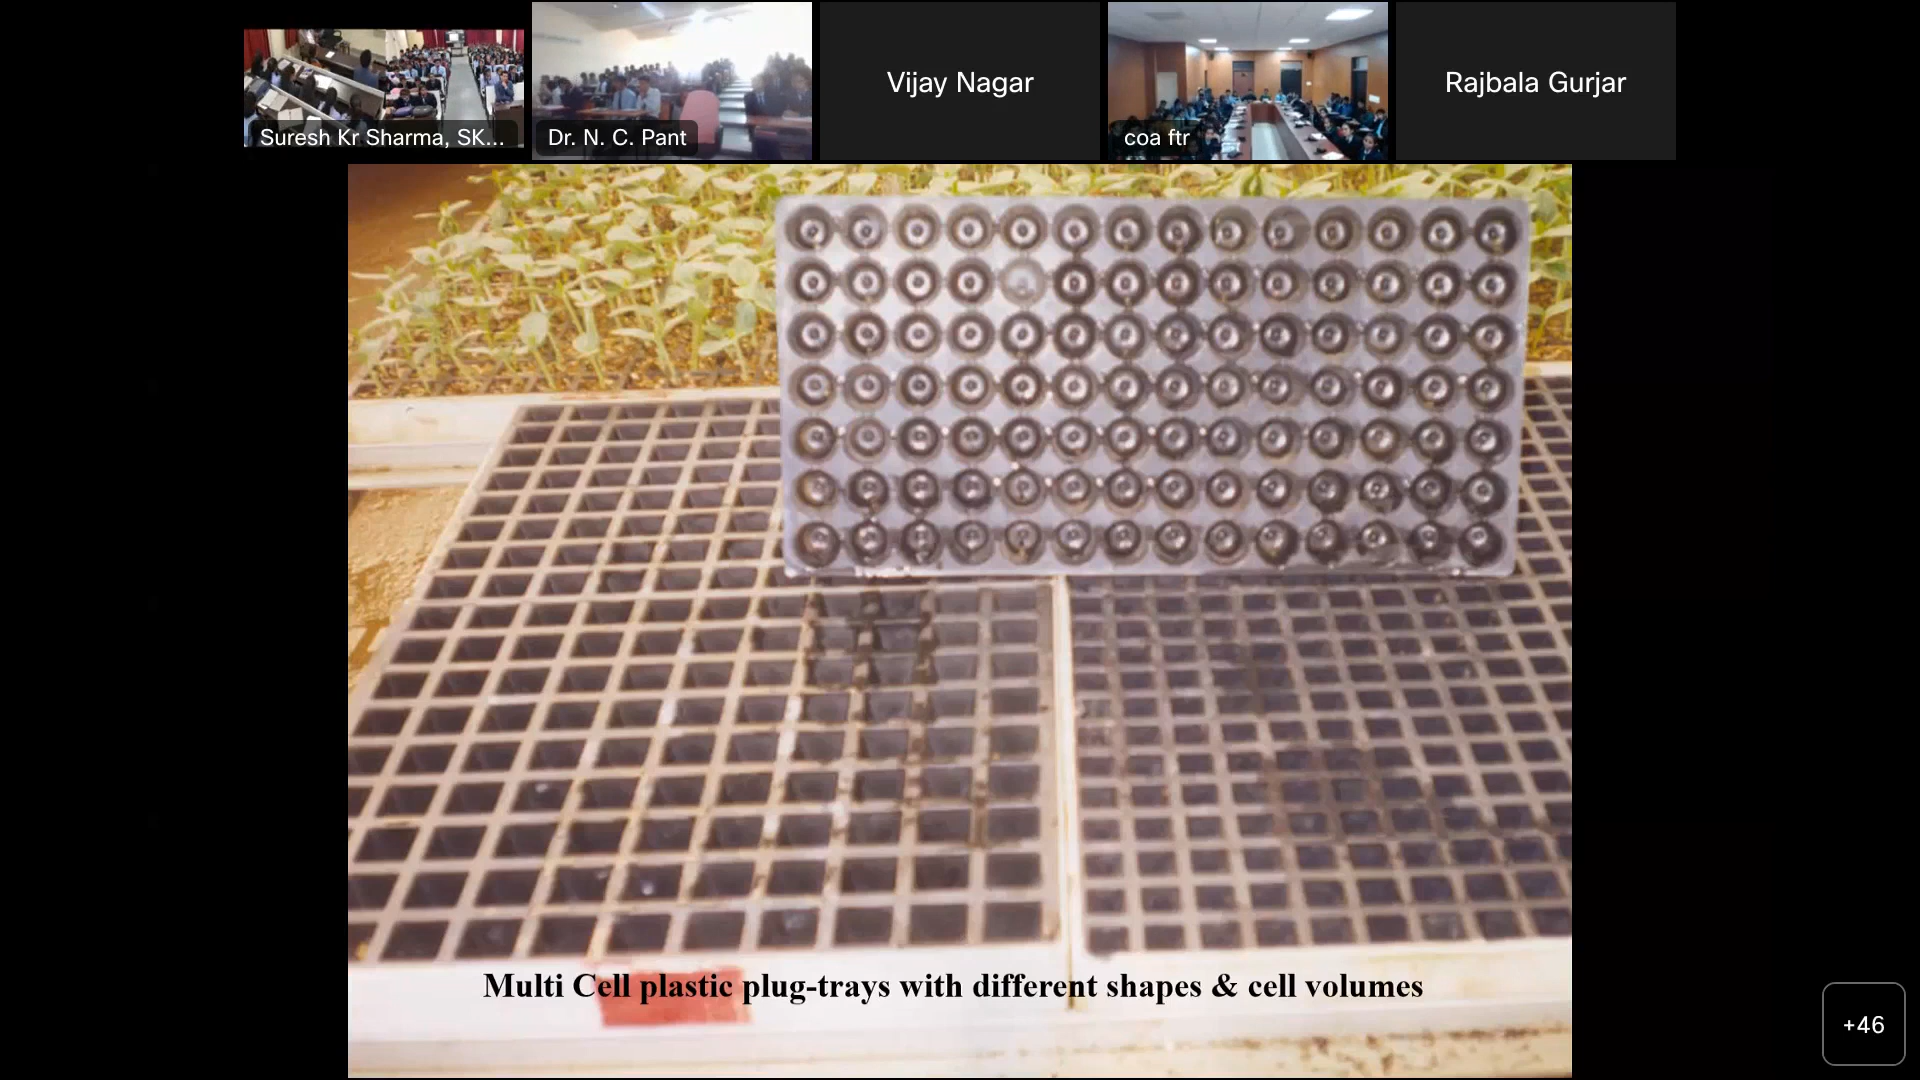 Suresh Kr Sharma, SK...
Dr. N. C. Pant
Vijay Nagar
coa ftr
Rajbala Gurjar
Multi Cell plastic plug-trays with different shapes & cell volumes
+46